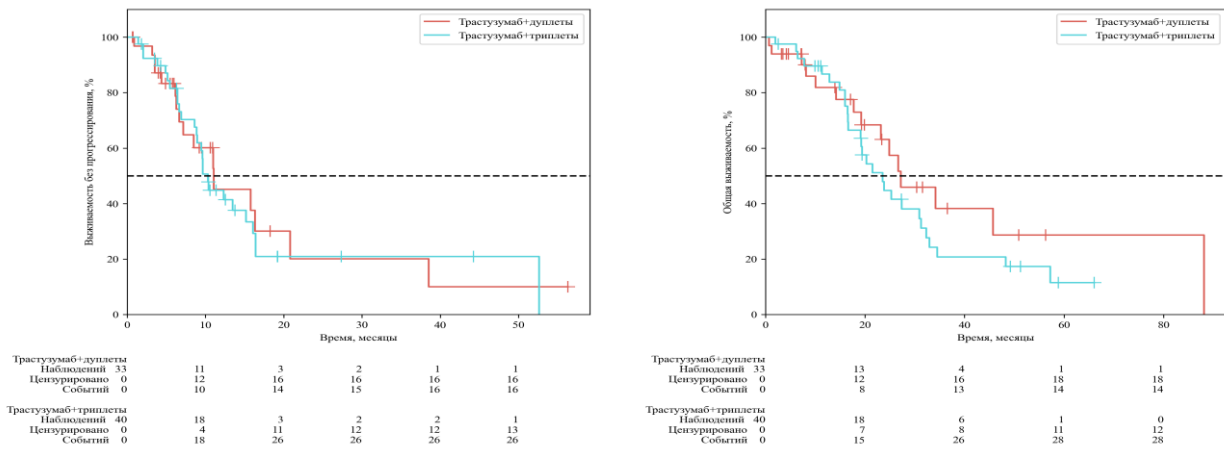 Трастузумаб+дуплеты
Трастузумаб+триплеты
Выживаемость без прогрессирования, %
100
80
60
40
20
0
0 10 20 30 40 50
Время, месяцы
Трастузумаб+дуплеты
Наблюдений 33 11 3 2 1 1
Цензурировано 0 12 16 16 16 16
Событий 0 10 14 15 16 16
Трастузумаб+триплеты
Наблюдений 40 18 3 2 2 1
Цензурировано 0 4 11 12 12 13
Событий 0 18 26 26 26 26
Трастузумаб+дуплеты
Трастузумаб+триплеты
Общая выживаемость, %
100
80
60
40
20
0
0 20 40 60 80
Время, месяцы
Трастузумаб+дуплеты
Наблюдений 33 13 4 1 1
Цензурировано 0 12 16 18 18
Событий 0 8 13 14 14
Трастузумаб+триплеты
Наблюдений 40 18 6 1 0
Цензурировано 0 7 8 11 12
Событий 0 15 26 28 28